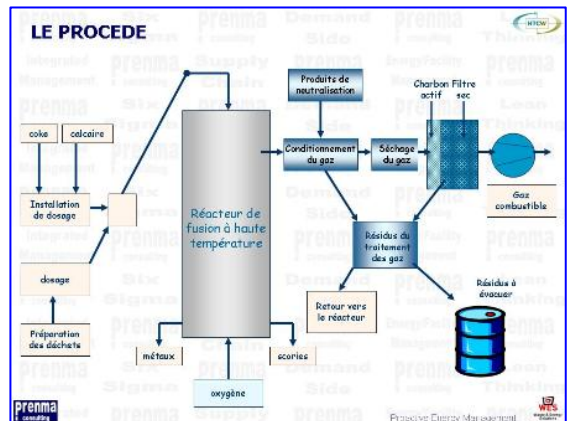 LE PROCEDE
HTCW
Produits de
neutralisation
Charbon Filtre
actif sec
coke
calcaire
Conditionnement
du gaz
Séchage
du gaz
Gaz
combustible
Installation
de dosage
Réacteur de
fusion à haute
température
Résidus du
traitement
des gaz
dosage
Résidus à
évacuer
Retour vers
le réacteur
Préparation
des déchets
métaux
scories
oxygène
Prenma
consulting
Proactive Energy Management
WES